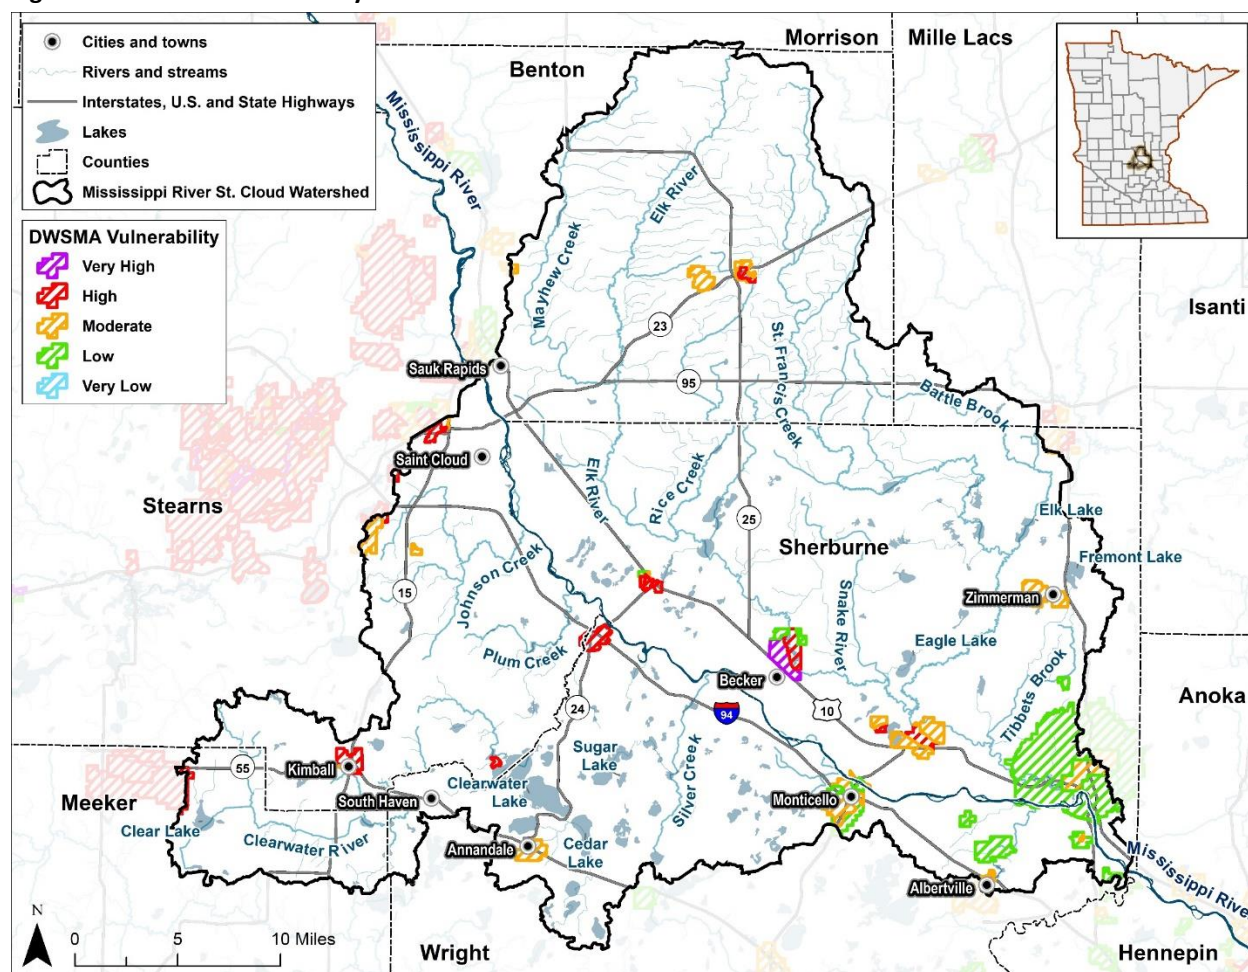 Cities and towns
Rivers and streams
Interstates, U.S. and State Highways
Lakes
Counties
Mississippi River St. Cloud Watershed
DWSMA Vulnerability
Very High
High
Moderate
Low
Very Low
Morrison
Mille Lacs
Benton
Mississippi River
Elk River
Mayhew Creek
Isanti
23
St. Francis Creek
Sauk Rapids
95
Battle Brook
Saint Cloud
Elk River
Rice Creek
Stearns
25
Elk Lake
Sherburne
Fremont Lake
Johnson Creek
15
Snake River
Zimmerman
Eagle Lake
Plum Creek
Becker
Tibbets Brook
Anoka
24
94
10
Sugar
Lake
Silver Creek
55
Kimball
Clearwater
Lake
Meeker
South Haven
Monticello
Clear Lake
Clearwater River
Annandale
Cedar
Lake
Mississippi River
Albertville
N
0 5 10 Miles
Wright
Hennepin